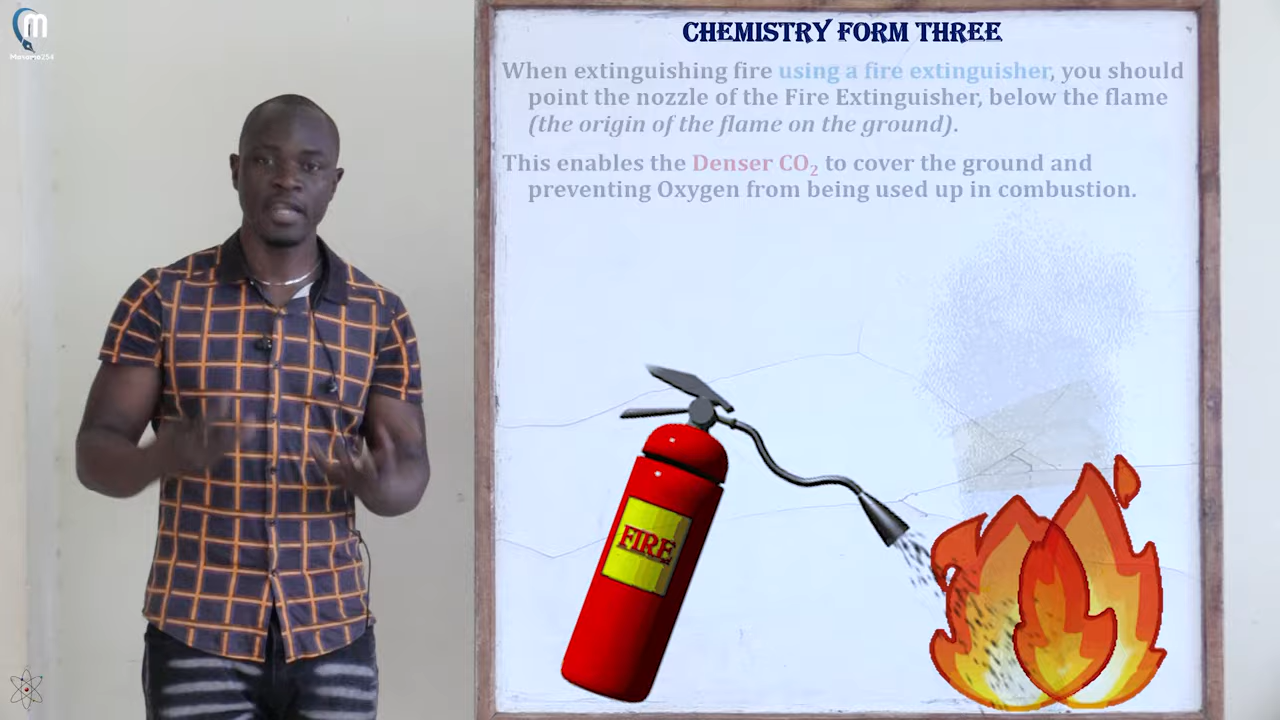 M
Msomo254
CHEMISTRY FORM THREE
When extinguishing fire using a fire extinguisher, you should
point the nozzle of the Fire Extinguisher, below the flame
(the origin of the flame on the ground).
This enables the Denser CO₂ to cover the ground and
preventing Oxygen from being used up in combustion.
FIRE